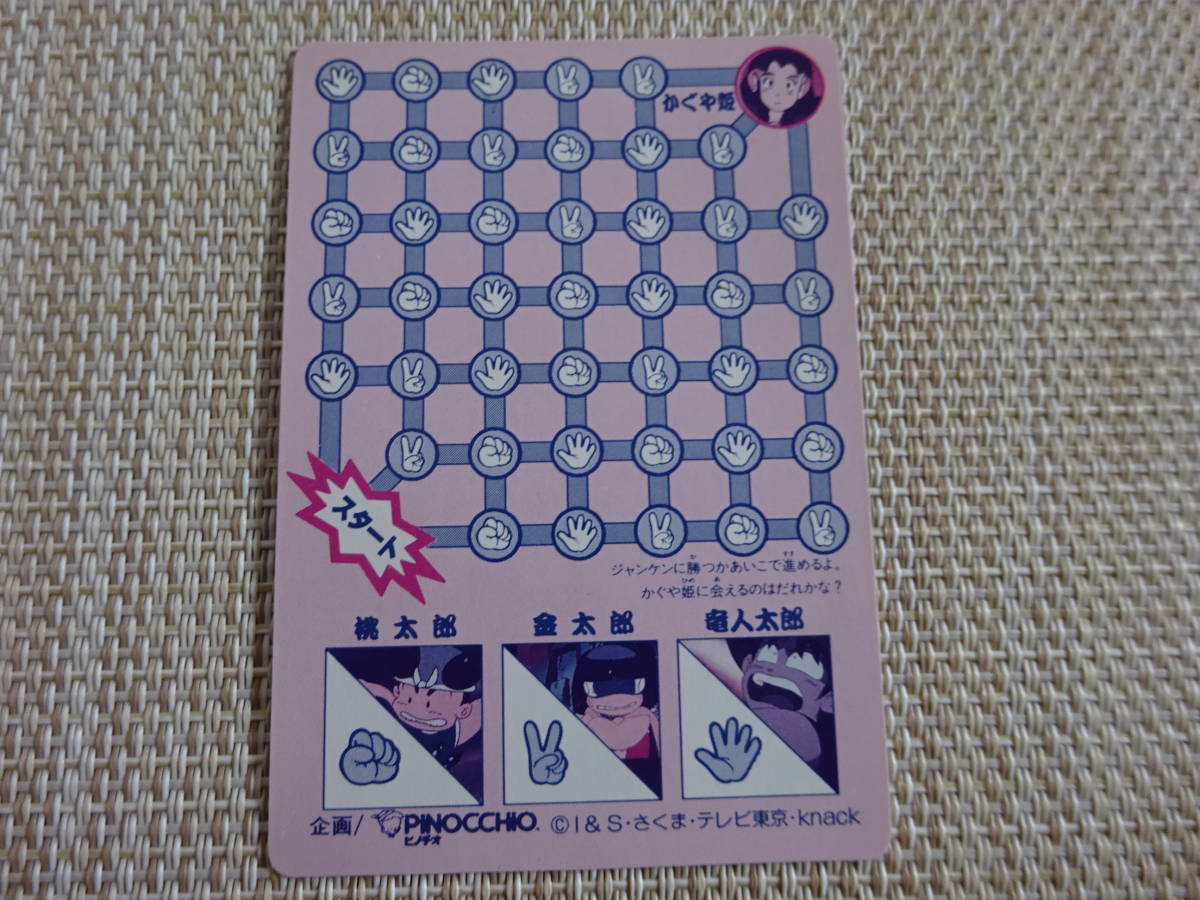 かぐや姫
スタート
ジャンケンに勝つかあいこで進めるよ。
かぐや姫に会えるのはだれかな？
桃太郎 金太郎 竜人太郎
企画/ PINOCCHIO ピノチオ ©I & S・さくま・テレビ東京・knack